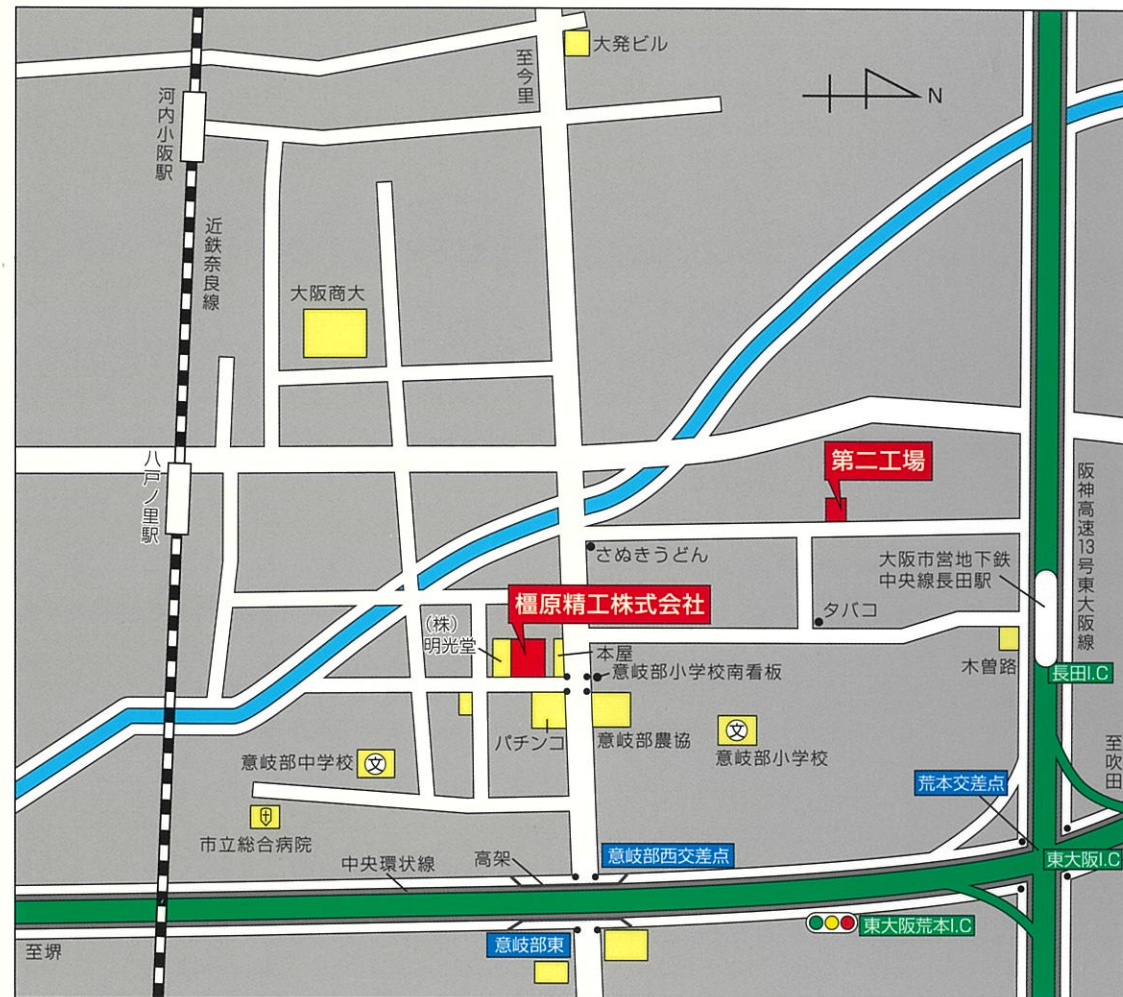 大発ビル
至今里
N
河内小阪駅
近鉄奈良線
大阪商大
八戸ノ里駅
第二工場
阪神高速13号東大阪線
さぬきうどん
大阪市営地下鉄
中央線長田駅
橿原精工株式会社
タバコ
(株)
明光堂
本屋
意岐部小学校南看板
木曽路
長田I.C
パチンコ
意岐部農協
意岐部小学校
文
意岐部中学校
文
至吹田
荒本交差点
市立総合病院
中央環状線
高架
意岐部西交差点
東大阪I.C
東大阪荒本I.C
意岐部東
至堺